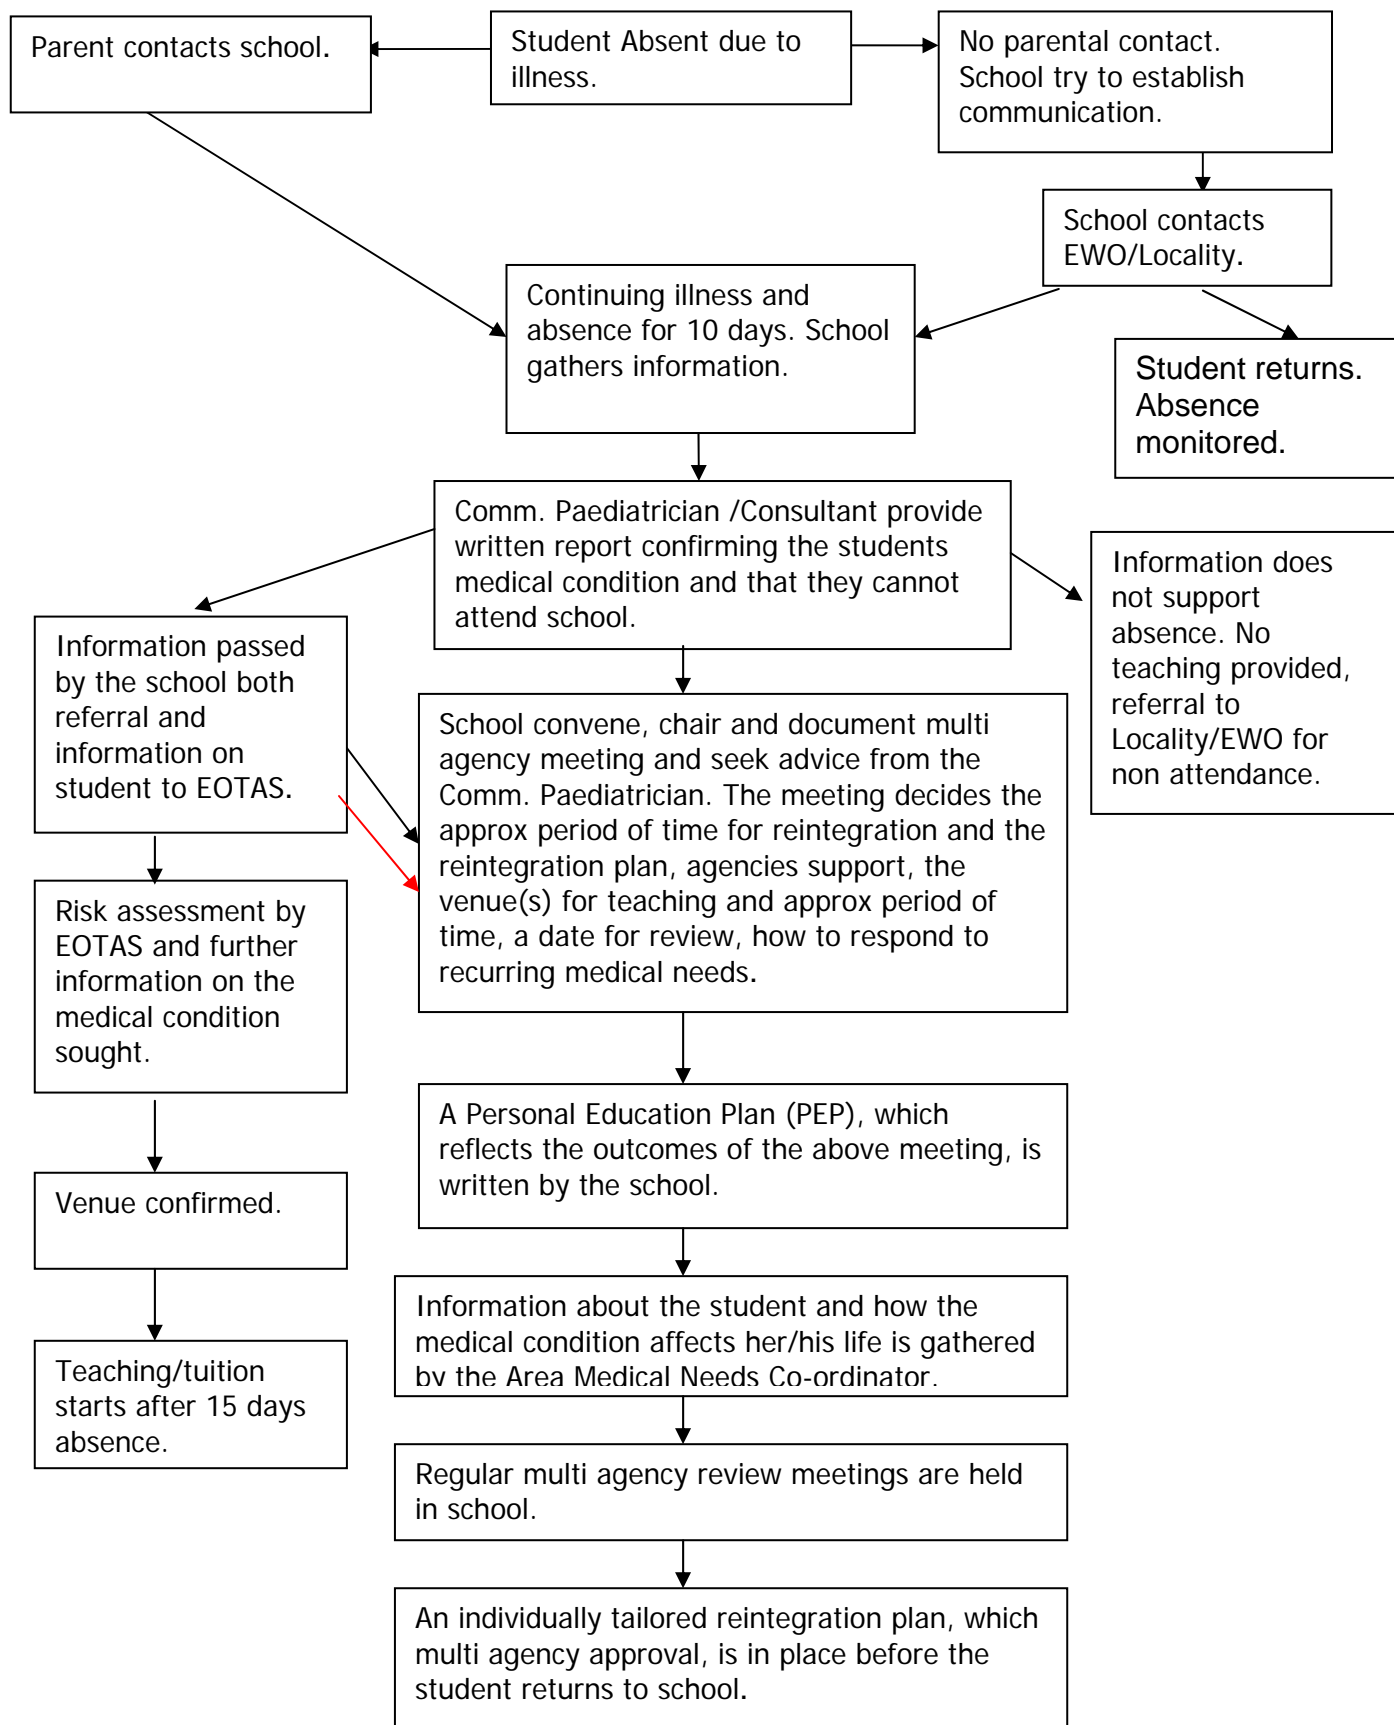 Parent contacts school.
Student Absent due to
illness.
No parental contact.
School try to establish
communication.
School contacts
EWO/Locality.
Continuing illness and
absence for 10 days. School
gathers information.
Student returns.
Absence
monitored.
Comm. Paediatrician /Consultant provide
written report confirming the students
medical condition and that they cannot
attend school.
Information does
not support
absence. No
teaching provided,
referral to
Locality/EWO for
non attendance.
Information passed
by the school both
referral and
information on
student to EOTAS.
School convene, chair and document multi
agency meeting and seek advice from the
Comm. Paediatrician. The meeting decides the
approx period of time for reintegration and the
reintegration plan, agencies support, the
venue(s) for teaching and approx period of
time, a date for review, how to respond to
recurring medical needs.
Risk assessment by
EOTAS and further
information on the
medical condition
sought.
A Personal Education Plan (PEP), which
reflects the outcomes of the above meeting, is
written by the school.
Venue confirmed.
Information about the student and how the
medical condition affects her/his life is gathered
by the Area Medical Needs Co-ordinator.
Teaching/tuition
starts after 15 days
absence.
Regular multi agency review meetings are held
in school.
An individually tailored reintegration plan, which
multi agency approval, is in place before the
student returns to school.